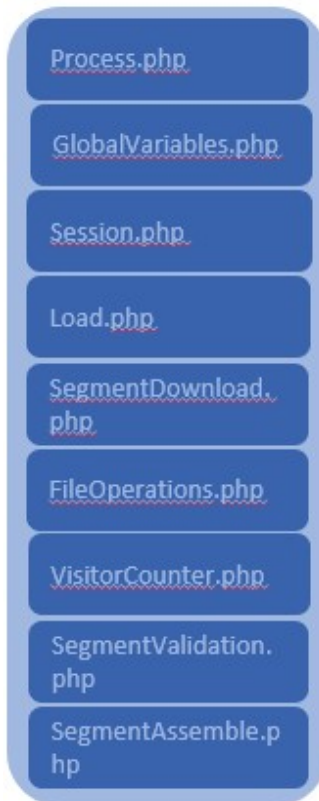 Process.php
GlobalVariables.php
Session.php
Load.php
SegmentDownload.
php
FileOperations.php
VisitorCounter.php
SegmentValidation.
php
SegmentAssemble.p
hp